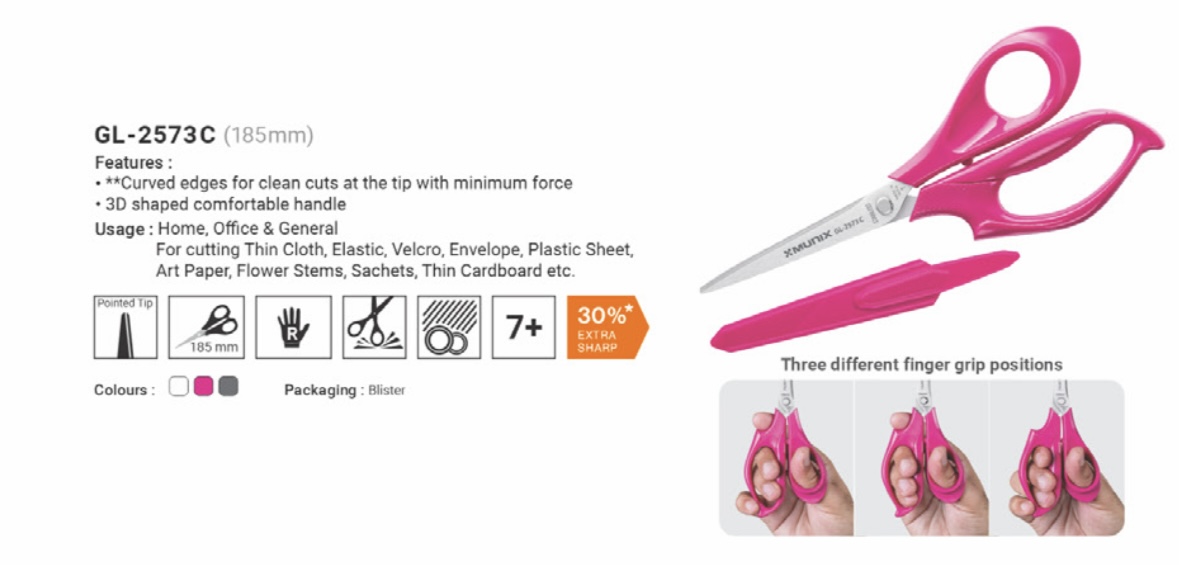 GL-2573C (185mm)
Features :
• **Curved edges for clean cuts at the tip with minimum force
• 3D shaped comfortable handle
Usage : Home, Office & General
For cutting Thin Cloth, Elastic, Velcro, Envelope, Plastic Sheet,
Art Paper, Flower Stems, Sachets, Thin Cardboard etc.
Pointed Tip
185 mm
R
7+
30%*
EXTRA
SHARP
Colours :
Packaging : Blister
MUNIX GL-2573C
Three different finger grip positions